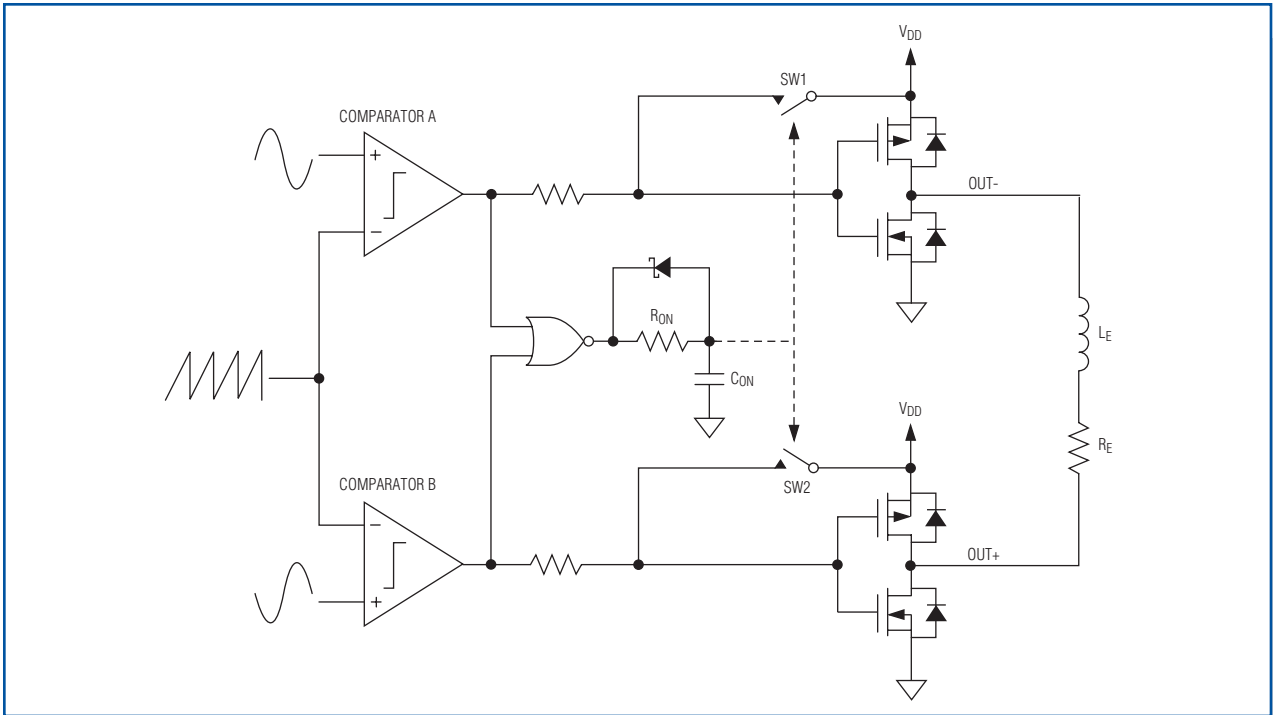 VDD
SW1
COMPARATOR A
+
−
OUT-
RON
LE
CON
VDD
RE
SW2
COMPARATOR B
−
OUT+
+